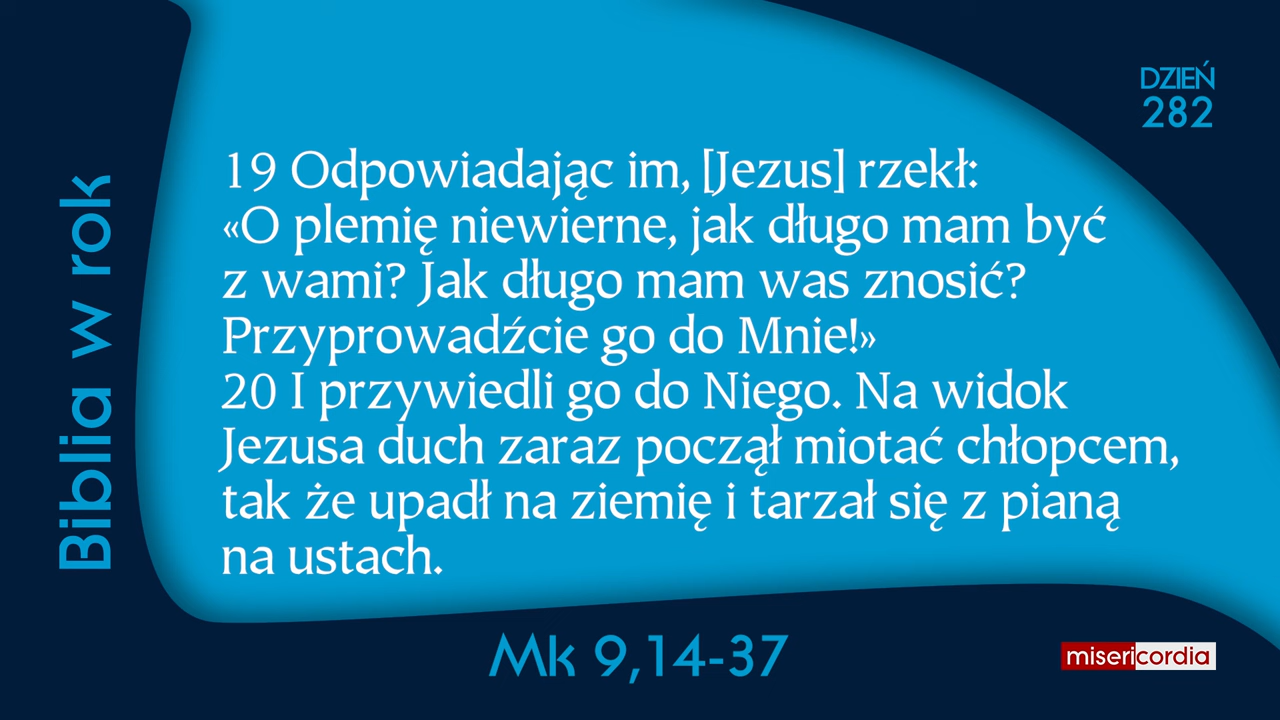 DZIEŃ
282
19 Odpowiadając im, [Jezus] rzekł:
«O plemię niewierne, jak długo mam być
z wami? Jak długo mam was znosić?
Przyprowadźcie go do Mnie!»
20 I przywiedli go do Niego. Na widok
Jezusa duch zaraz począł miotać chłopcem,
tak że upadł na ziemię i tarzał się z pianą
na ustach.
Biblia w rok
Mk 9,14-37
misericordia